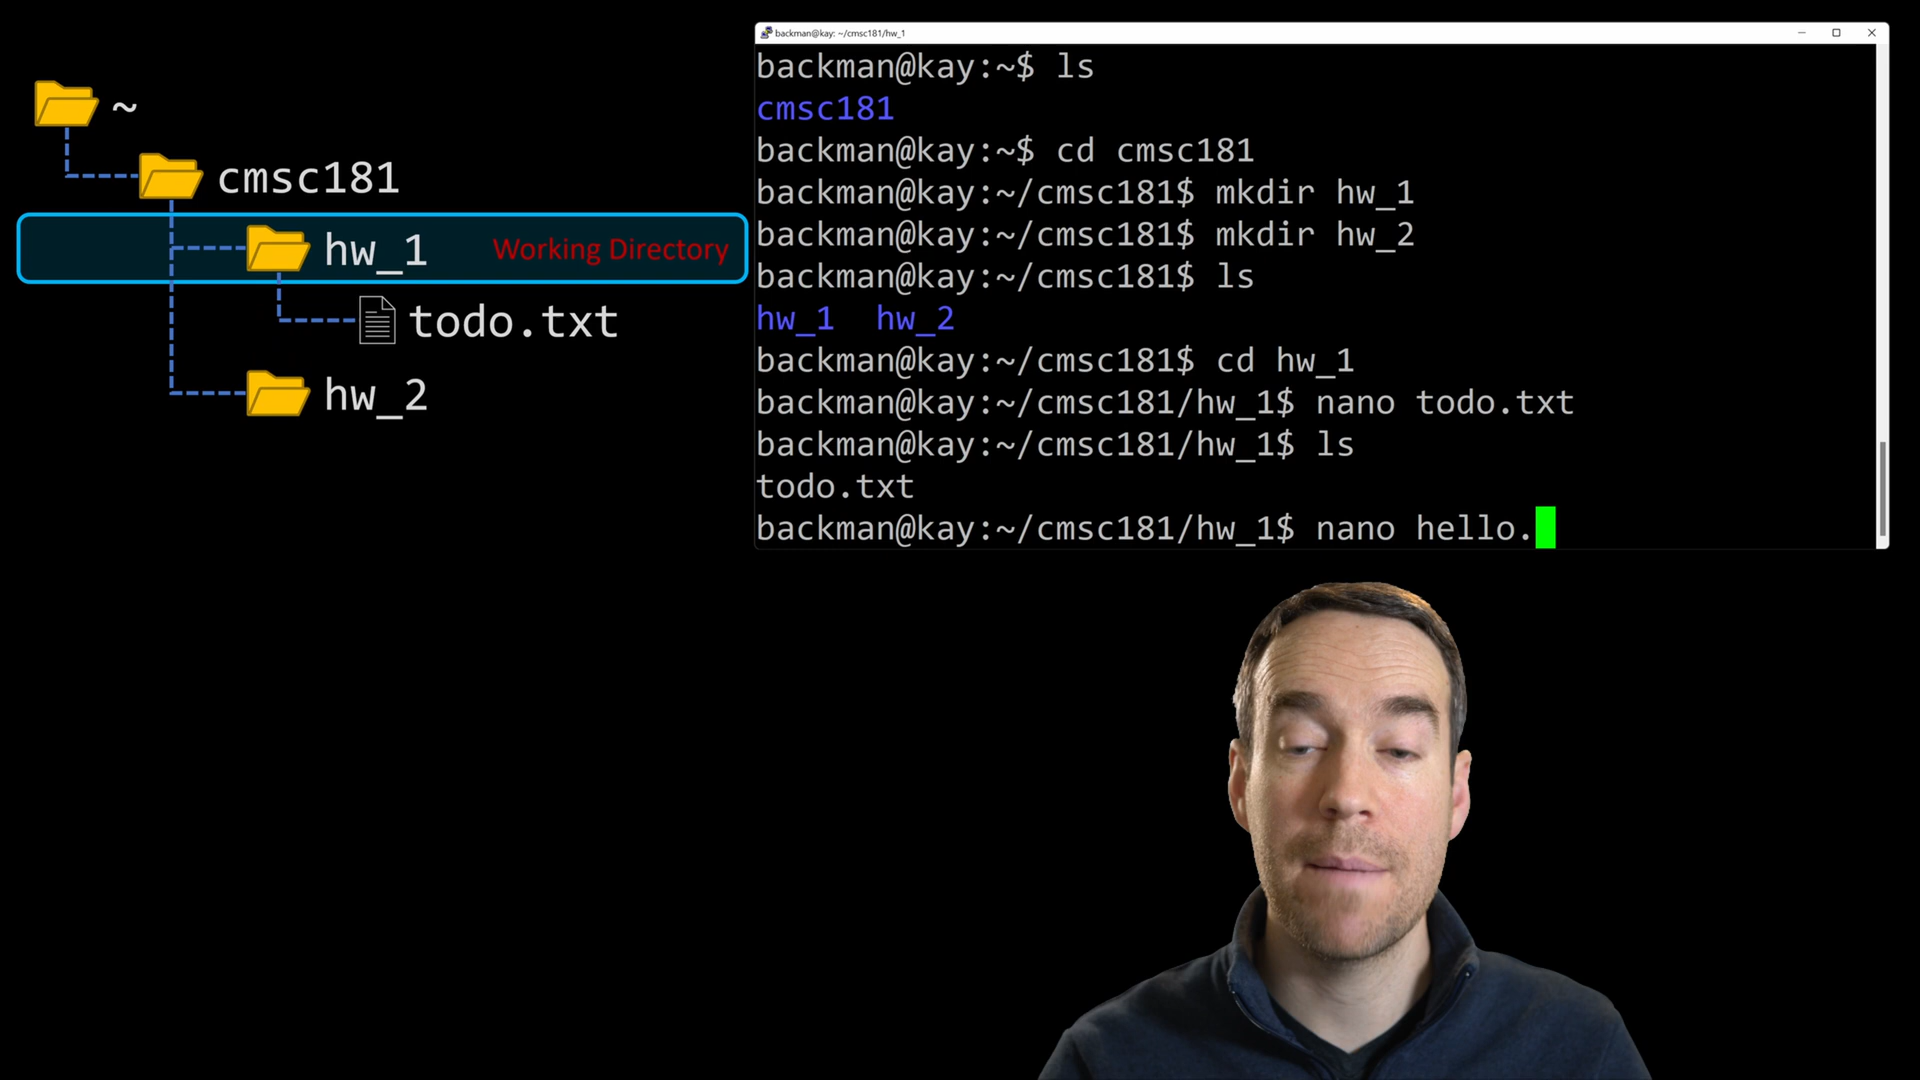 ~
cmsc181
hw_1 Working Directory
todo.txt
hw_2
backman@kay: ~/cmsc181/hw_1
backman@kay:~$ ls
cmsc181
backman@kay:~$ cd cmsc181
backman@kay:~/cmsc181$ mkdir hw_1
backman@kay:~/cmsc181$ mkdir hw_2
backman@kay:~/cmsc181$ ls
hw_1  hw_2
backman@kay:~/cmsc181$ cd hw_1
backman@kay:~/cmsc181/hw_1$ nano todo.txt
backman@kay:~/cmsc181/hw_1$ ls
todo.txt
backman@kay:~/cmsc181/hw_1$ nano hello.